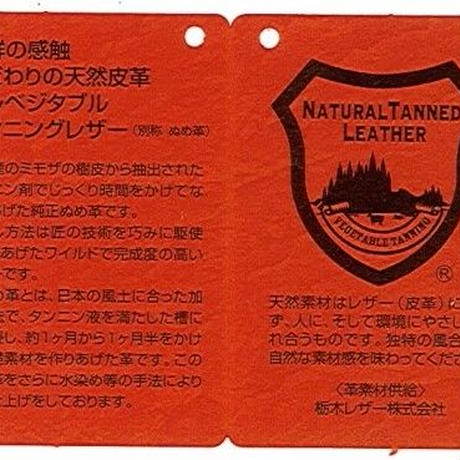 の感触
わりの天然皮革
ベジタブル
ニングレザー（別称 ぬめ革）
のミモザの樹皮から抽出された
ン剤でじっくり時間をかけてな
げた純正ぬめ革です。
方法は匠の技術を巧みに駆使
あげたワイルドで完成度の高い
です。
革とは、日本の風土に合った加
で、タンニン液を満たした槽に
し、約1ヶ月から1ヶ月半をかけ
素材を作りあげた革です。この
をさらに水染め等の手法により
上げをしております。
NATURAL TANNED
LEATHER
VEGETABLE TANNING
®
天然素材はレザー（皮革）に
ず、人に、そして環境にやさし
れ合うものです。独特の風合
自然な素材感を味わってくださ
〈革素材供給〉
栃木レザー株式会社